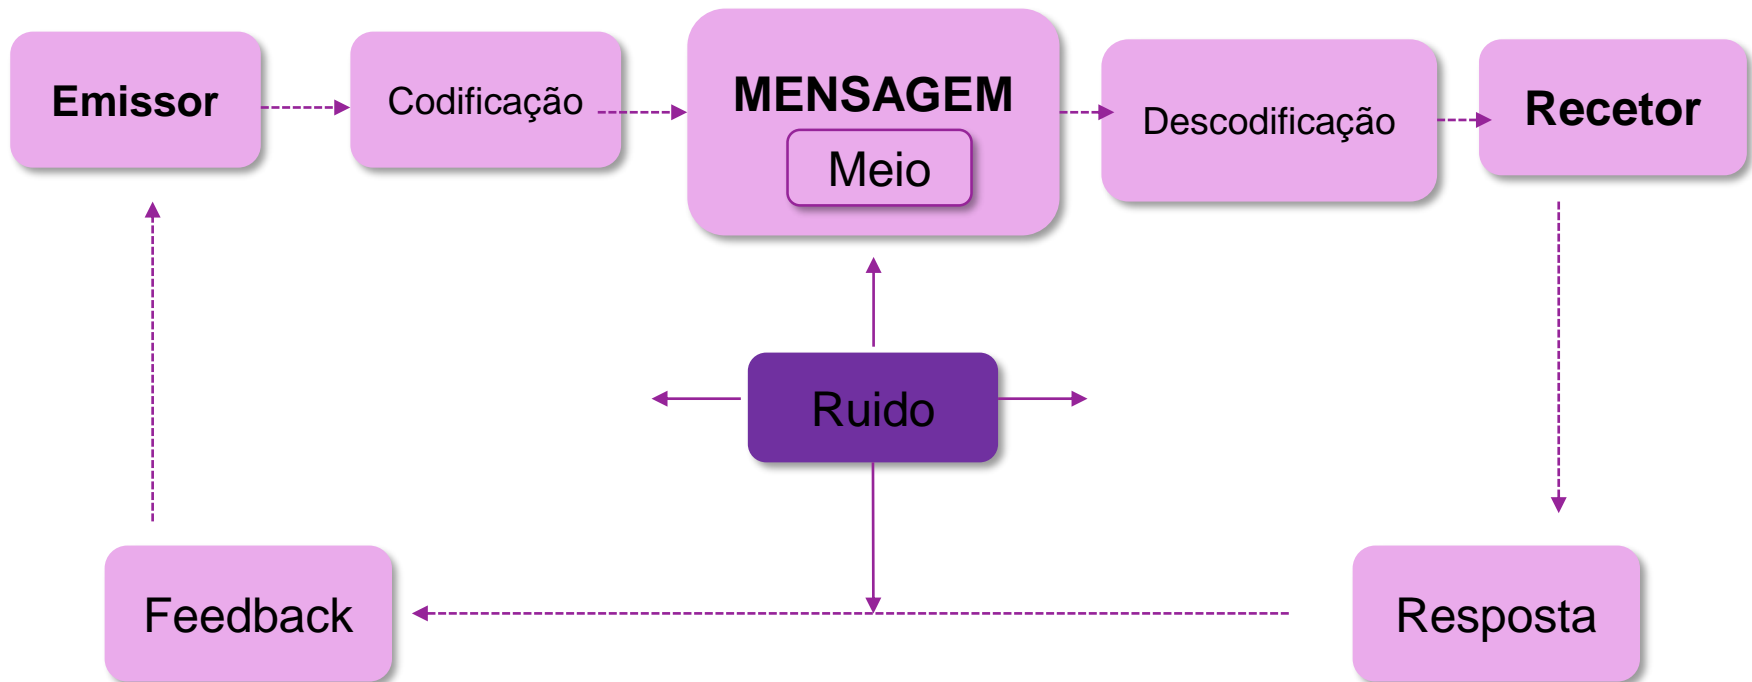 Emissor
Codificação
MENSAGEM
Meio
Descodificação
Recetor
Ruido
Feedback
Resposta